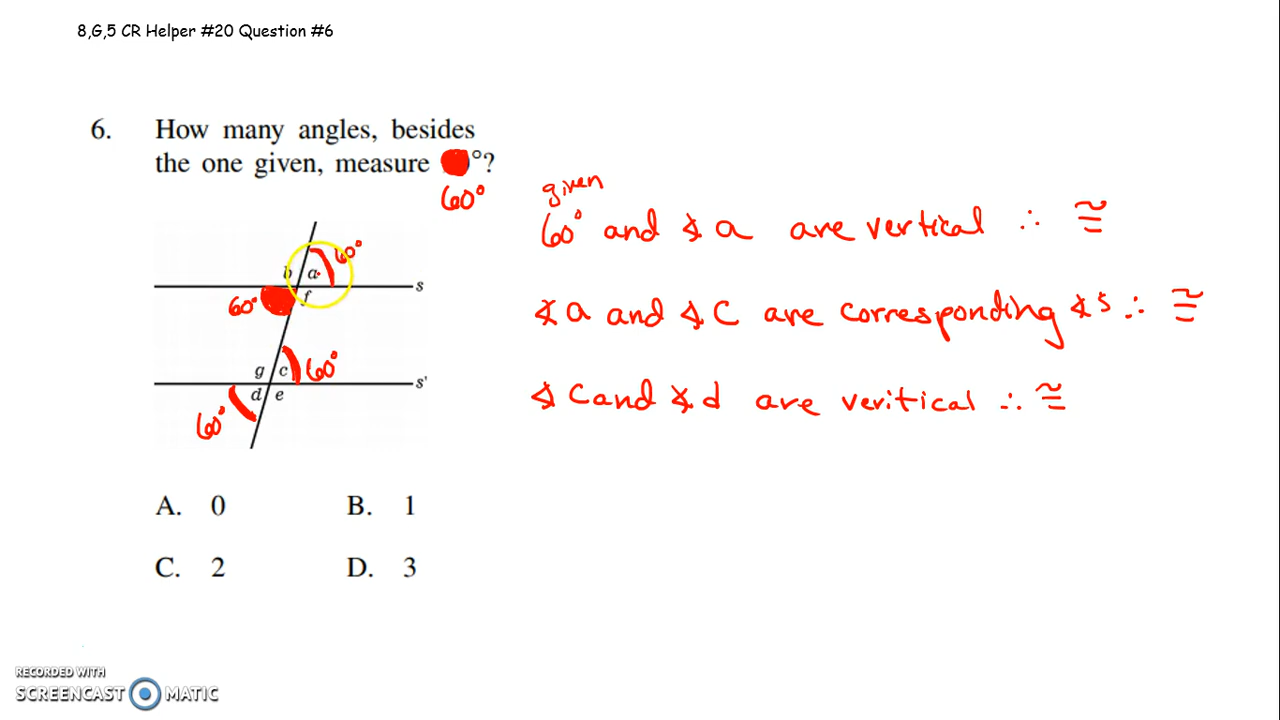 8,G,5 CR Helper #20 Question #6
6. How many angles, besides
the one given, measure °?
60°
given
60° and ∡ a are vertical ∴ ≅
∡ a and ∡ C are corresponding ∡'s ∴ ≅
∡ C and ∡ d are veritical ∴ ≅
60°
b a
s
60° f
g c 60°
s'
d e
60°
A. 0 B. 1
C. 2 D. 3
RECORDED WITH
SCREENCAST MATIC